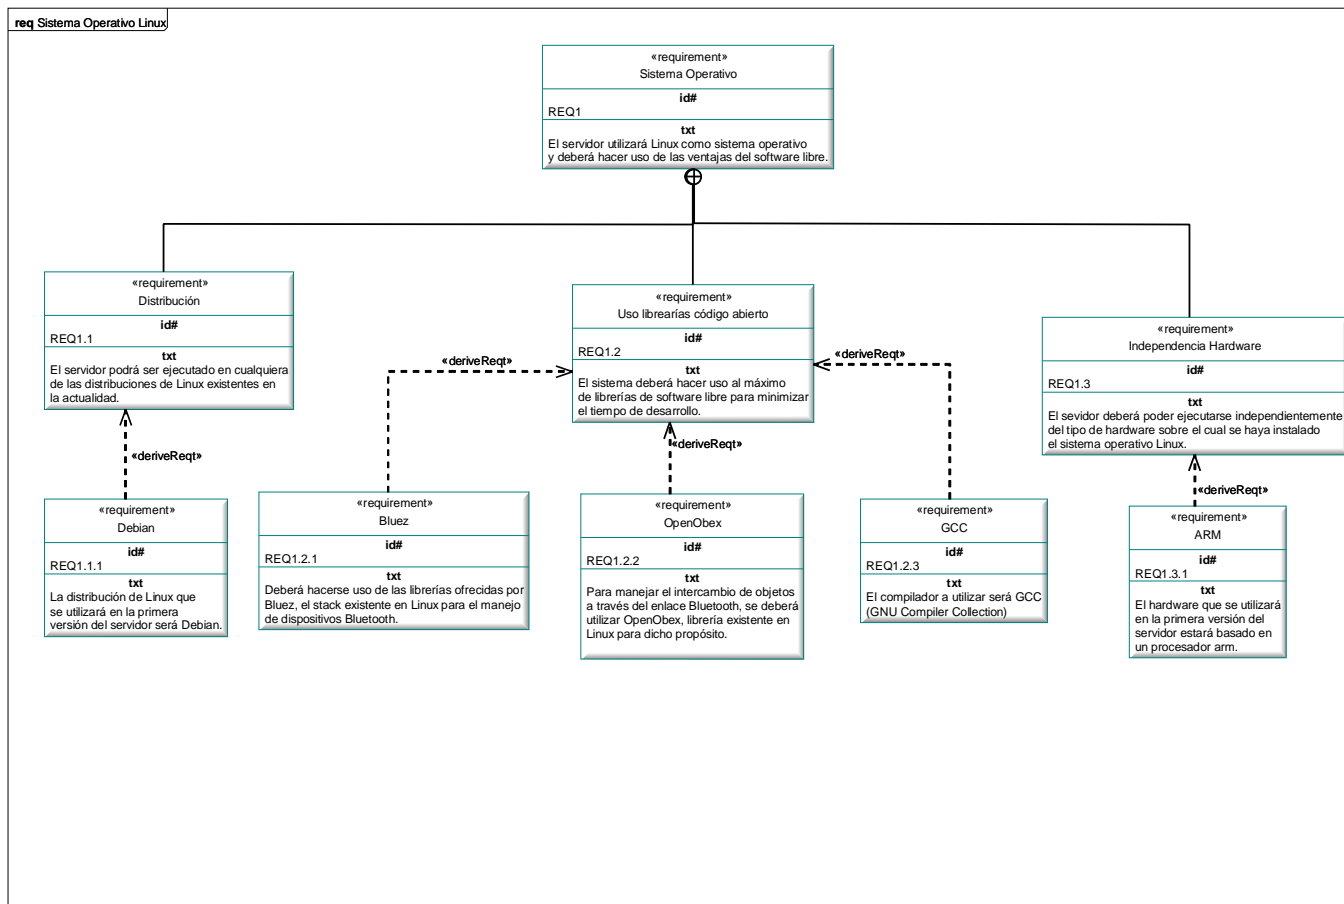 req Sistema Operativo Linux
«requirement»
Sistema Operativo
id#
REQ1
txt
El servidor utilizará Linux como sistema operativo
y deberá hacer uso de las ventajas del software libre.
«requirement»
Distribución
id#
REQ1.1
txt
El servidor podrá ser ejecutado en cualquiera
de las distribuciones de Linux existentes en
la actualidad.
«requirement»
Uso librearías código abierto
id#
REQ1.2
txt
El sistema deberá hacer uso al máximo
de librerías de software libre para minimizar
el tiempo de desarrollo.
«requirement»
Independencia Hardware
id#
REQ1.3
txt
El sevidor deberá poder ejecutarse independientemente
del tipo de hardware sobre el cual se haya instalado
el sistema operativo Linux.
«deriveReqt»
«deriveReqt»
«deriveReqt»
«deriveReqt»
«deriveReqt»
«requirement»
Debian
id#
REQ1.1.1
txt
La distribución de Linux que
se utilizará en la primera
versión del servidor será Debian.
«requirement»
Bluez
id#
REQ1.2.1
txt
Deberá hacerse uso de las librerías ofrecidas por
Bluez, el stack existente en Linux para el manejo
de dispositivos Bluetooth.
«requirement»
OpenObex
id#
REQ1.2.2
txt
Para manejar el intercambio de objetos
a través del enlace Bluetooth, se deberá
utilizar OpenObex, librería existente en
Linux para dicho propósito.
«requirement»
GCC
id#
REQ1.2.3
txt
El compilador a utilizar será GCC
(GNU Compiler Collection)
«requirement»
ARM
id#
REQ1.3.1
txt
El hardware que se utilizará
en la primera versión del
servidor estará basado en
un procesador arm.